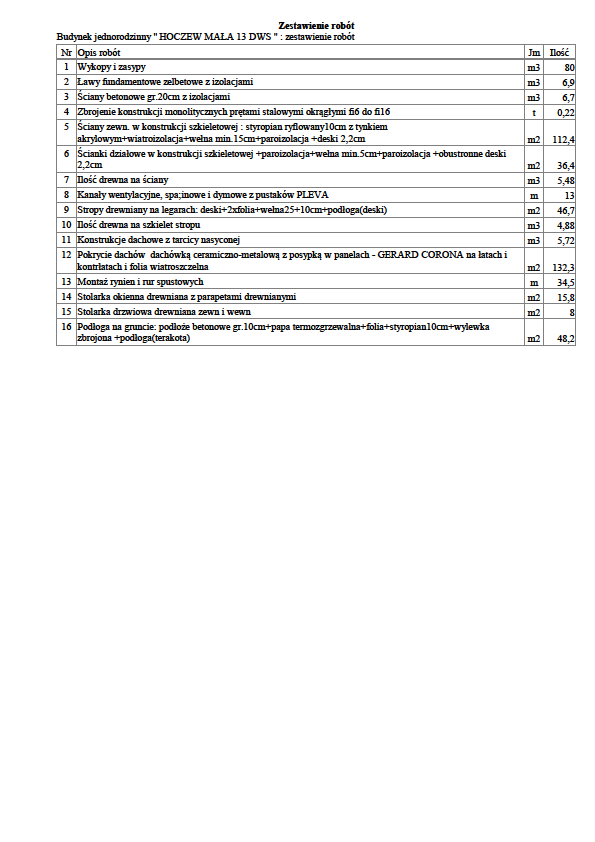 Zestawienie robót
Budynek jednorodzinny " HOCZEW MAŁA 13 DWS " : zestawienie robót
Nr Opis robót Jm Ilość
1 Wykopy i zasypy m3 80
2 Ławy fundamentowe żelbetowe z izolacjami m3 6,9
3 Ściany betonowe gr.20cm z izolacjami m3 6,7
4 Zbrojenie konstrukcji monolitycznych prętami stalowymi okrągłymi fi6 do fi16 t 0,22
5 Ściany zewn. w konstrukcji szkieletowej : styropian ryflowany10cm z tynkiem
akrylowym+wiatroizolacja+wełna min.15cm+paroizolacja +deski 2,2cm m2 112,4
6 Ścianki działowe w konstrukcji szkieletowej +paroizolacja+wełna min.5cm+paroizolacja +obustronne deski
2,2cm m2 36,4
7 Ilość drewna na ściany m3 5,48
8 Kanały wentylacyjne, spa;inowe i dymowe z pustaków PLEVA m 13
9 Stropy drewniany na legarach: deski+2xfolia+wełna25+10cm+podłoga(deski) m2 46,7
10 Ilość drewna na szkielet stropu m3 4,88
11 Konstrukcje dachowe z tarcicy nasyconej m3 5,72
12 Pokrycie dachów dachówką ceramiczno-metalową z posypką w panelach - GERARD CORONA na łatach i
kontrłatach i folia wiatroszczelna m2 132,3
13 Montaż rynien i rur spustowych m 34,5
14 Stolarka okienna drewniana z parapetami drewnianymi m2 15,8
15 Stolarka drzwiowa drewniana zewn i wewn m2 8
16 Podłoga na gruncie: podłoże betonowe gr.10cm+papa termozgrzewalna+folia+styropian10cm+wylewka
zbrojona +podłoga(terakota) m2 48,2